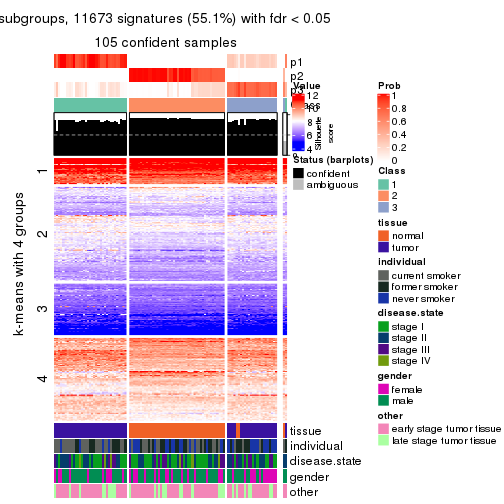 subgroups, 11673 signatures (55.1%) with fdr < 0.05
105 confident samples
p1
p2
p3
Value
12
10
8
6
4
Silhouette
score
Status (barplots)
confident
ambiguous
Prob
1
0.8
0.6
0.4
0.2
0
Class
1
2
3
tissue
normal
tumor
individual
current smoker
former smoker
never smoker
disease.state
stage I
stage II
stage III
stage IV
gender
female
male
other
early stage tumor tissue
late stage tumor tissue
k-means with 4 groups
1
2
3
4
tissue
individual
disease.state
gender
other